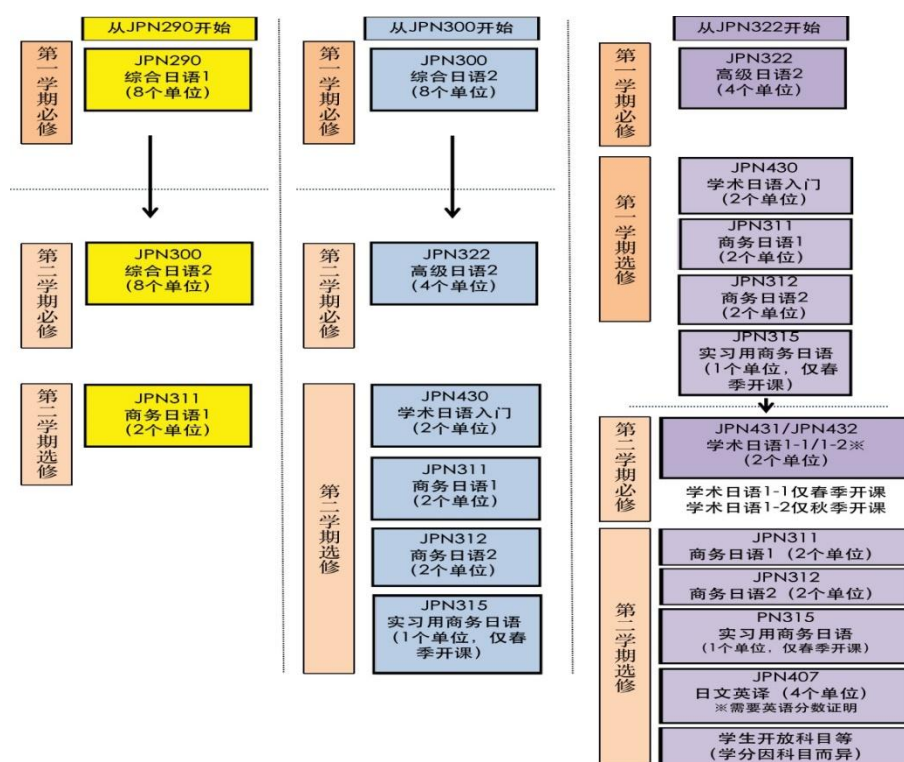 从JPN290开始
第一学期必修
JPN290
综合日语1
(8个单位)
第二学期必修
JPN300
综合日语2
(8个单位)
第二学期选修
JPN311
商务日语1
(2个单位)
从JPN300开始
第一学期必修
JPN300
综合日语2
(8个单位)
第二学期必修
JPN322
高级日语2
(4个单位)
第二学期选修
JPN430
学术日语入门
(2个单位)
JPN311
商务日语1
(2个单位)
JPN312
商务日语2
(2个单位)
JPN315
实习用商务日语
(1个单位，仅春
季开课)
从JPN322开始
第一学期必修
JPN322
高级日语2
(4个单位)
第一学期选修
JPN430
学术日语入门
(2个单位)
JPN311
商务日语1
(2个单位)
JPN312
商务日语2
(2个单位)
JPN315
实习用商务日语
(1个单位，仅春
季开课)
第二学期必修
JPN431/JPN432
学术日语1-1/1-2※
(2个单位)
学术日语1-1仅春季开课
学术日语1-2仅秋季开课
第二学期选修
JPN311
商务日语1 (2个单位)
JPN312
商务日语2 (2个单位)
PN315
实习用商务日语
(1个单位，仅春季开课)
JPN407
日文英译 (4个单位)
※需要英语分数证明
学生开放科目等
(学分因科目而异)